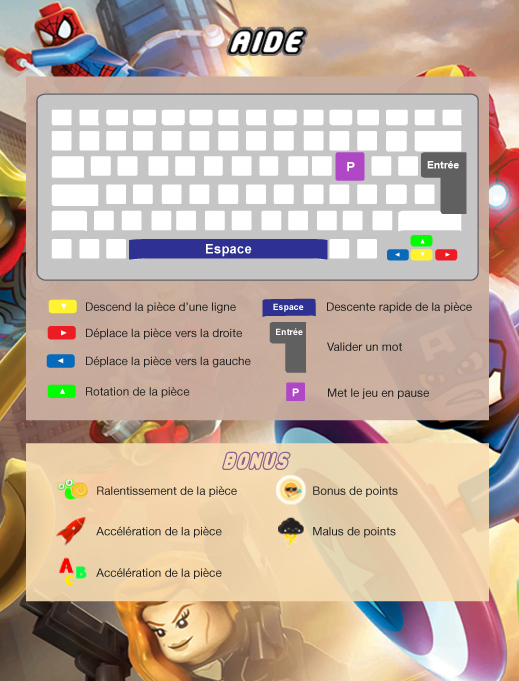 AIDE
P
Entrée
Espace
Descend la pièce d'une ligne
Espace
Descente rapide de la pièce
Déplace la pièce vers la droite
Entrée
Valider un mot
Déplace la pièce vers la gauche
Rotation de la pièce
P
Met le jeu en pause
BONUS
Ralentissement de la pièce
Bonus de points
Accélération de la pièce
Malus de points
A
B
C
Accélération de la pièce